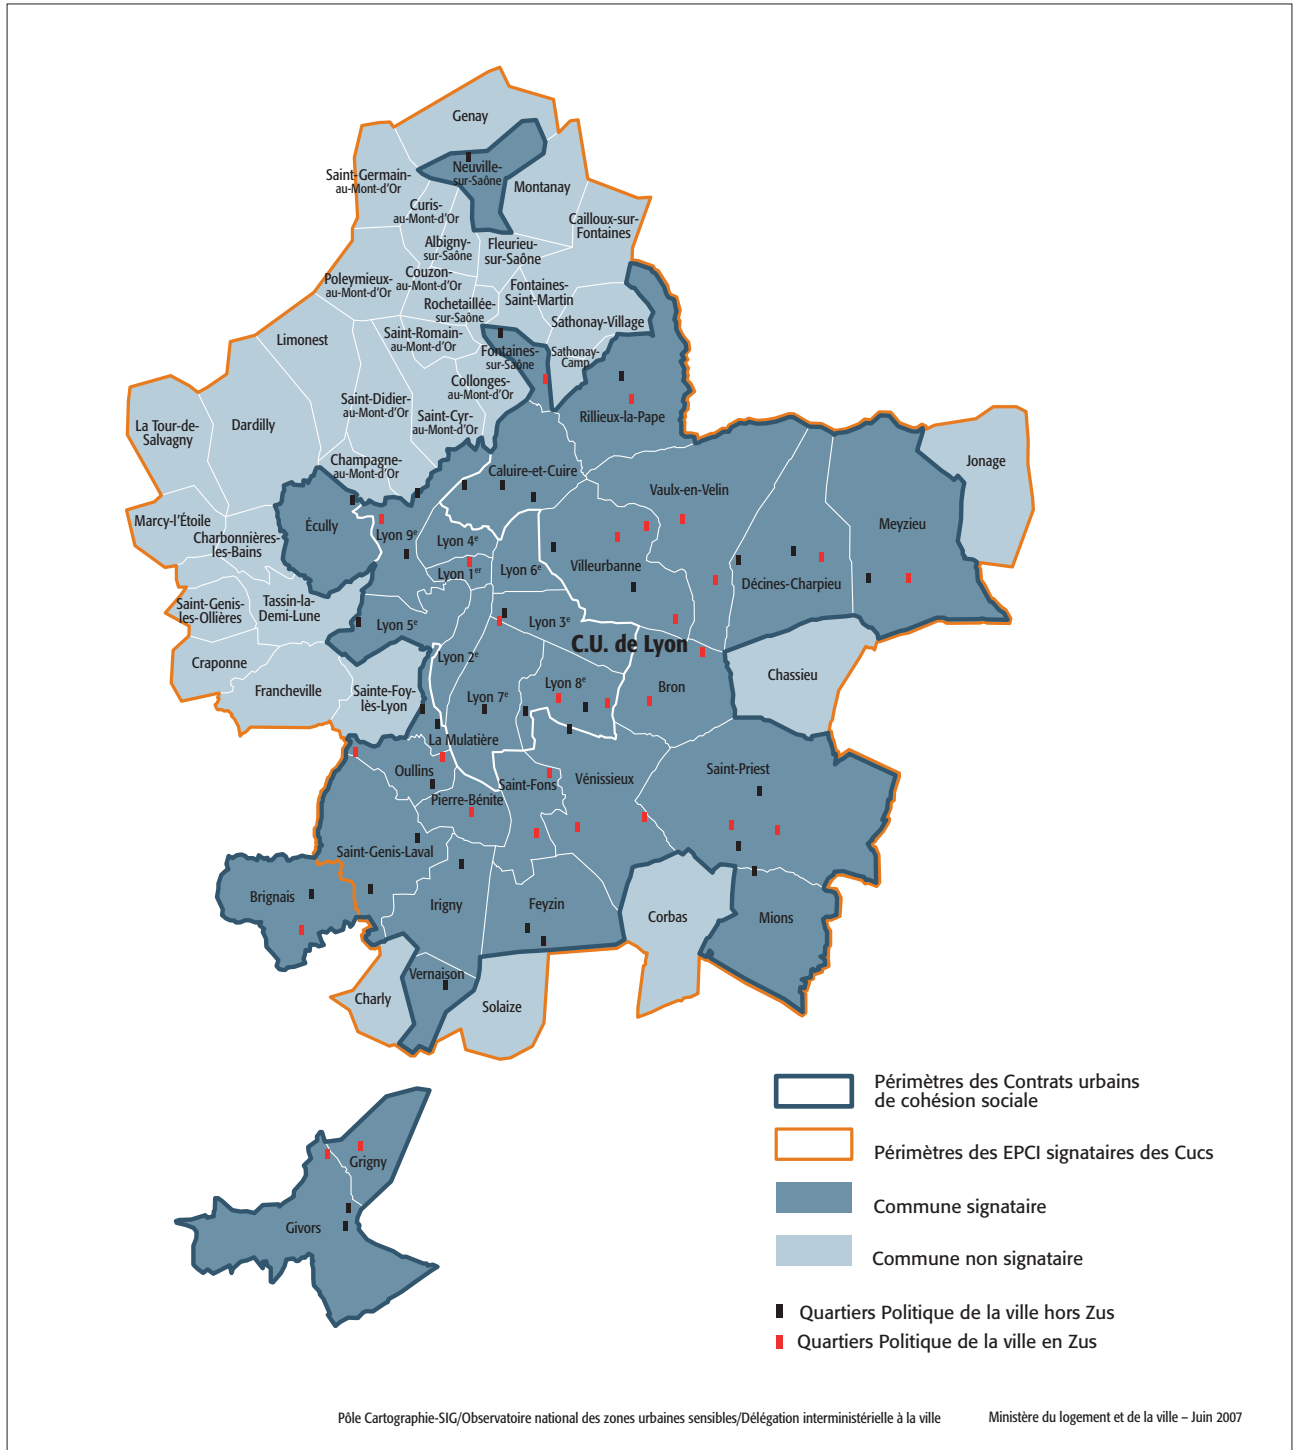 Genay
Neuville-
sur-Saône
Saint-Germain-
au-Mont-d'Or
Montanay
Curis-
au-Mont-d'Or
Cailloux-sur-
Fontaines
Albigny-
sur-Saône
Fleurieu-
sur-Saône
Poleymieux-
au-Mont-d'Or
Couzon-
au-Mont-d'Or
Fontaines-
Saint-Martin
Rochetaillée-
sur-Saône
Sathonay-Village
Limonest
Saint-Romain-
au-Mont-d'Or
Fontaines-
sur-Saône
Sathonay-
Camp
Collonges-
au-Mont-d'Or
Saint-Didier-
au-Mont-d'Or
Saint-Cyr-
au-Mont-d'Or
Rillieux-la-Pape
La Tour-de-
Salvagny
Dardilly
Champagne-
au-Mont-d'Or
Caluire-et-Cuire
Jonage
Vaulx-en-Velin
Marcy-l'Étoile
Écully
Meyzieu
Charbonnières-
les-Bains
Lyon 9e
Lyon 4e
Lyon 1er
Lyon 6e
Villeurbanne
Décines-Charpieu
Saint-Genis-
les-Ollières
Tassin-la-
Demi-Lune
Lyon 5e
Lyon 3e
C.U. de Lyon
Craponne
Lyon 2e
Chassieu
Francheville
Sainte-Foy-
lès-Lyon
Lyon 7e
Lyon 8e
Bron
La Mulatière
Oullins
Saint-Fons
Vénissieux
Saint-Priest
Pierre-Bénite
Saint-Genis-Laval
Brignais
Irigny
Feyzin
Corbas
Mions
Vernaison
Charly
Solaize
Grigny
Givors
Périmètres des Contrats urbains
de cohésion sociale
Périmètres des EPCI signataires des Cucs
Commune signataire
Commune non signataire
Quartiers Politique de la ville hors Zus
Quartiers Politique de la ville en Zus
Pôle Cartographie-SIG/Observatoire national des zones urbaines sensibles/Délégation interministérielle à la ville
Ministère du logement et de la ville – Juin 2007